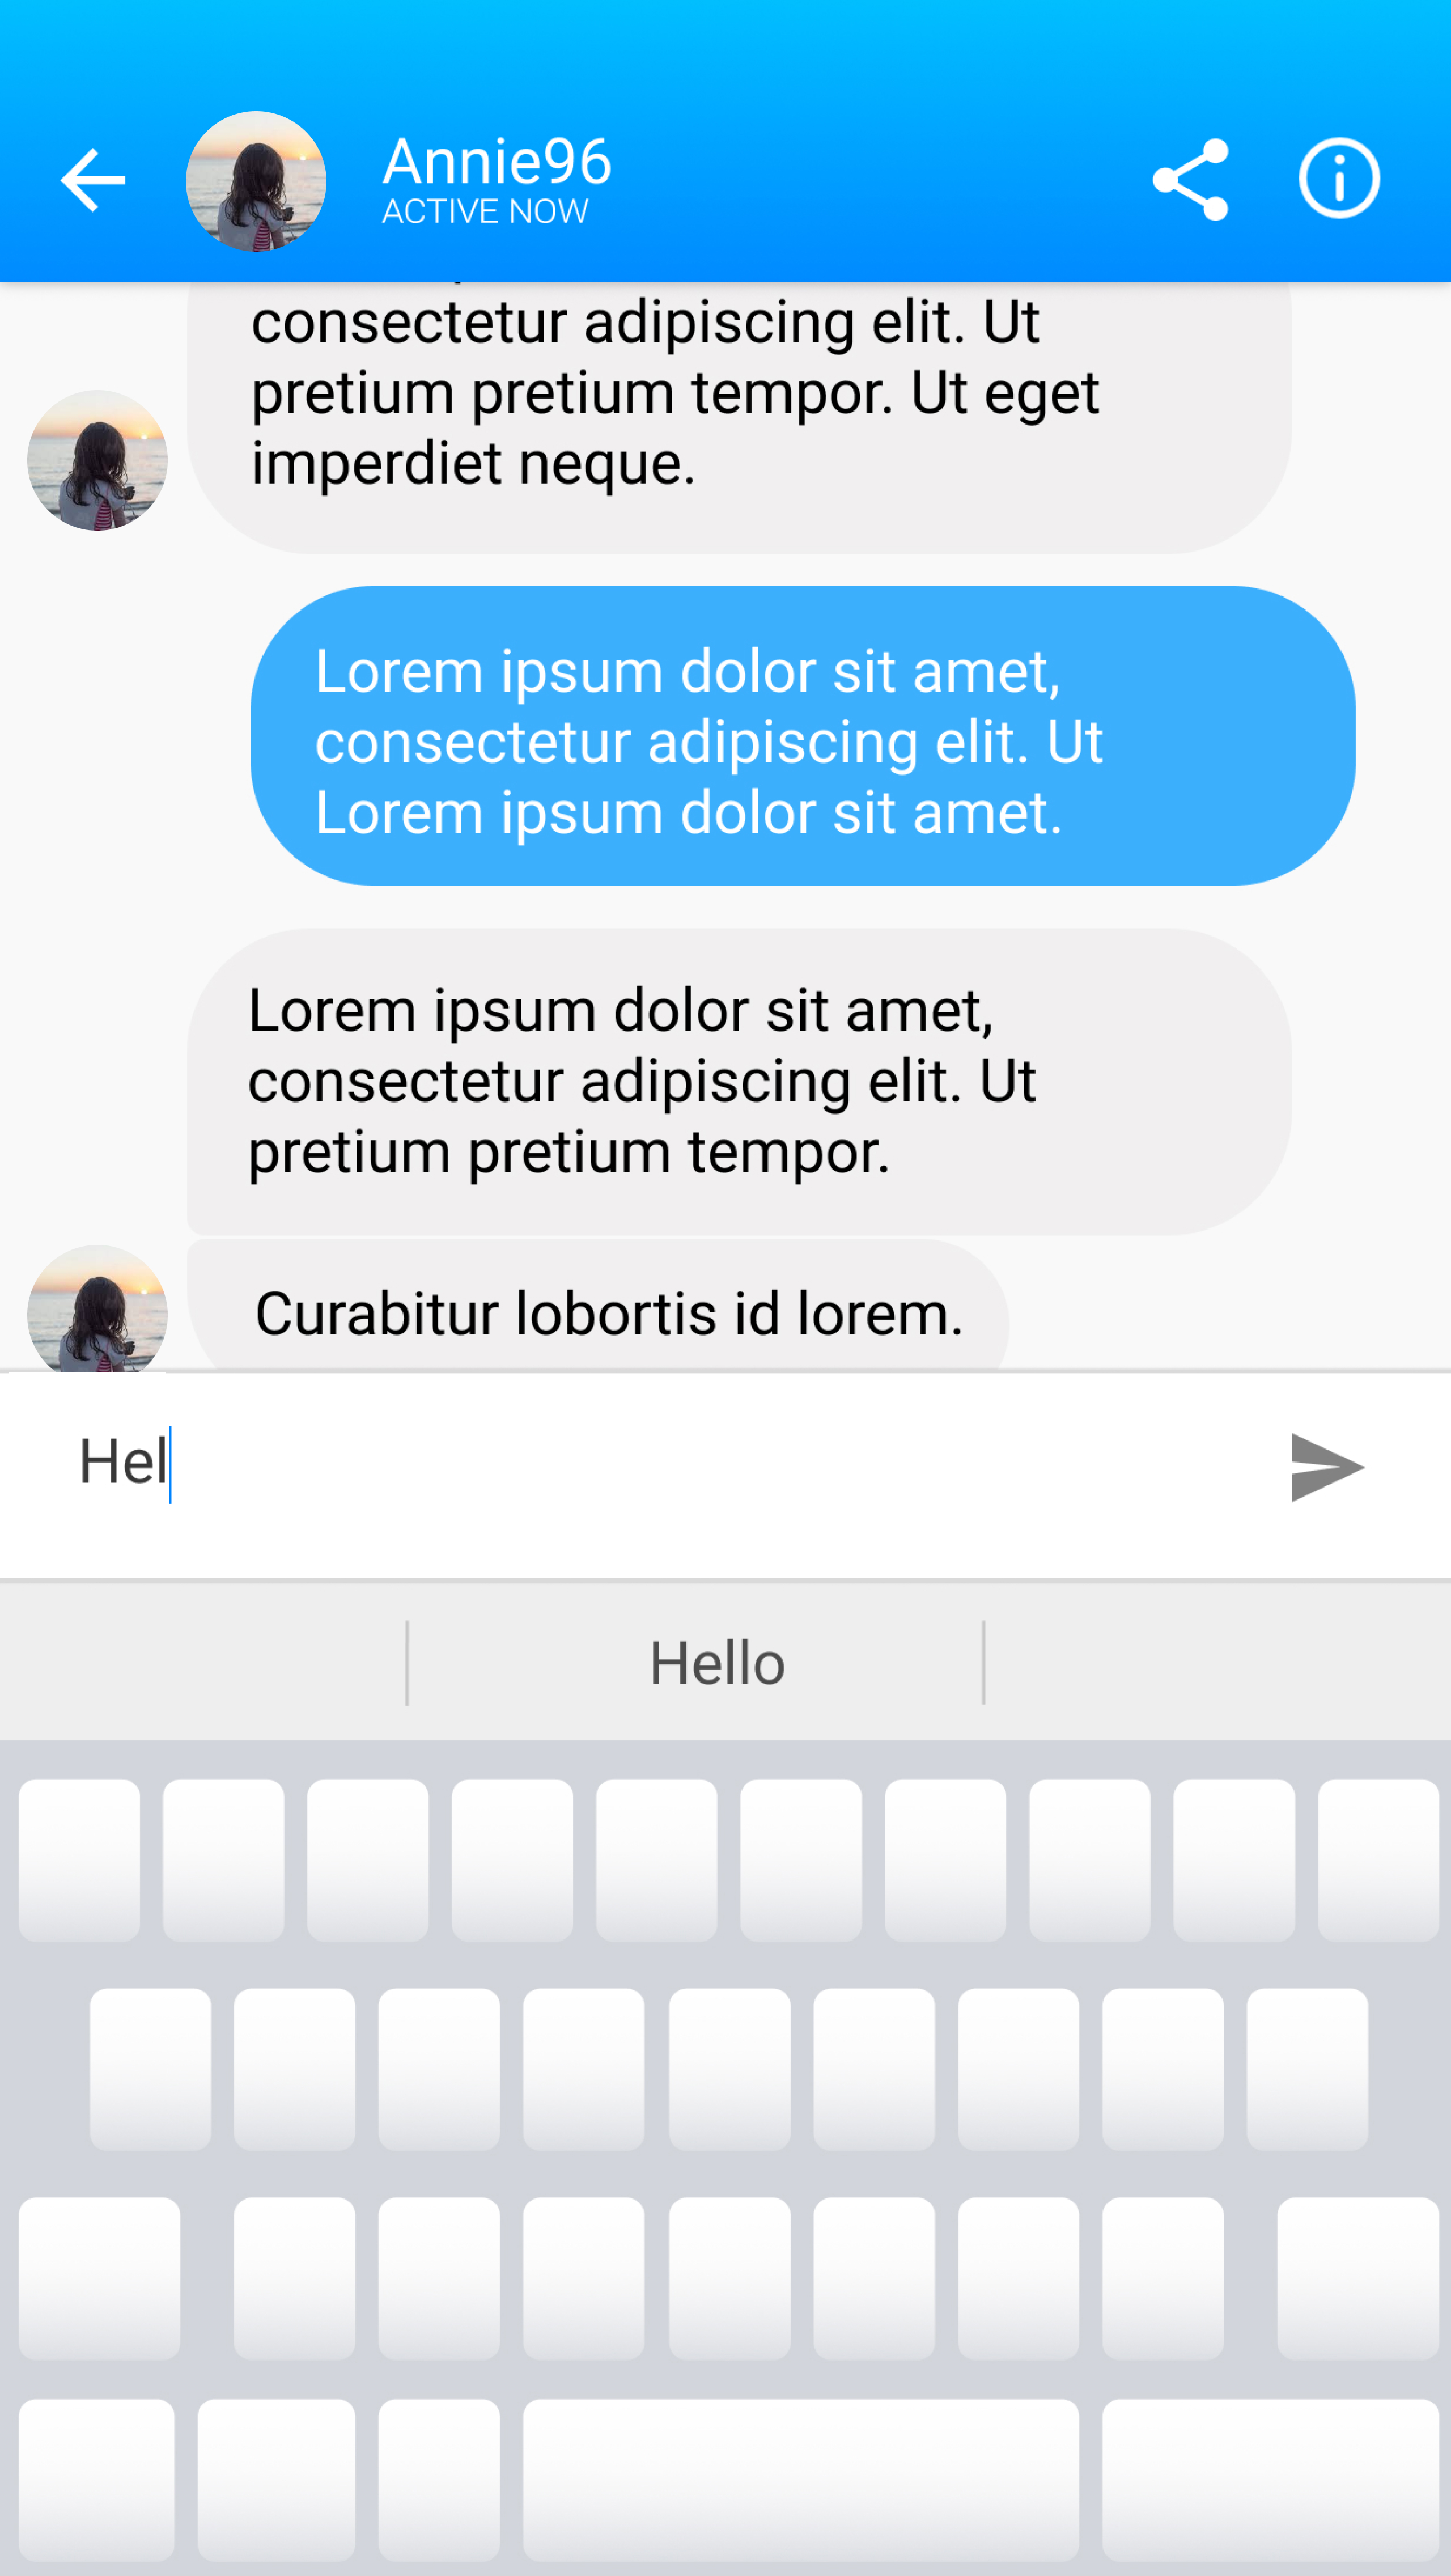 Annie96
ACTIVE NOW
consectetur adipiscing elit. Ut
pretium pretium tempor. Ut eget
imperdiet neque.
Lorem ipsum dolor sit amet,
consectetur adipiscing elit. Ut
Lorem ipsum dolor sit amet.
Lorem ipsum dolor sit amet,
consectetur adipiscing elit. Ut
pretium pretium tempor.
Curabitur lobortis id lorem.
Hel
Hello